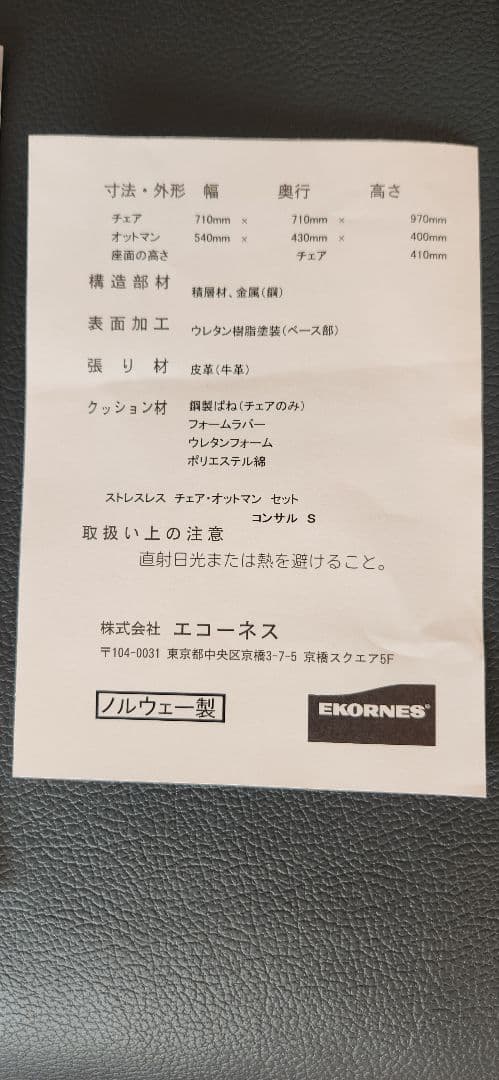 寸法・外形 幅 奥行 高さ
チェア 710mm × 710mm × 970mm
オットマン 540mm × 430mm × 400mm
座面の高さ チェア 410mm
構造部材 積層材、金属(鋼)
表面加工 ウレタン樹脂塗装(ベース部)
張り材 皮革(牛革)
クッション材 鋼製ばね(チェアのみ)
フォームラバー
ウレタンフォーム
ポリエステル綿
ストレスレス チェア・オットマン セット
コンサル S
取扱い上の注意
直射日光または熱を避けること。
株式会社 エコーネス
〒104-0031 東京都中央区京橋3-7-5 京橋スクエア5F
ノルウェー製
EKORNES®